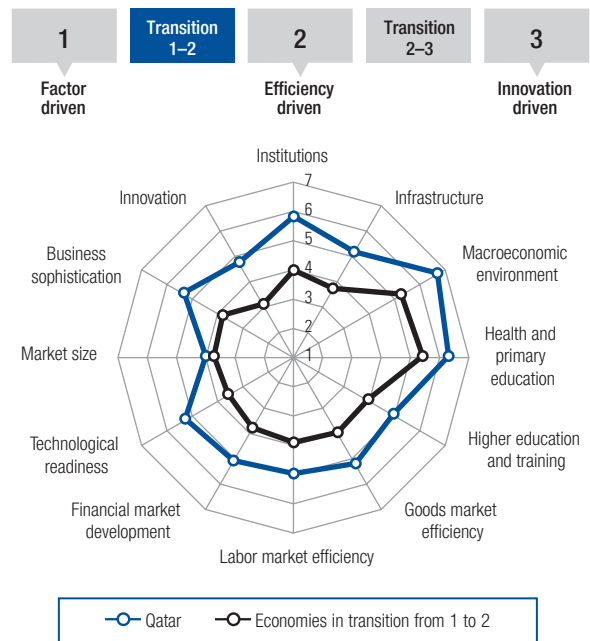 1
Transition
1–2
2
Transition
2–3
3
Factor
driven
Efficiency
driven
Innovation
driven
Institutions
Infrastructure
Macroeconomic
environment
Health and
primary
education
Higher education
and training
Goods market
efficiency
Labor market efficiency
Financial market
development
Technological
readiness
Market size
Business
sophistication
Innovation
7
6
5
4
3
2
1
Qatar
Economies in transition from 1 to 2